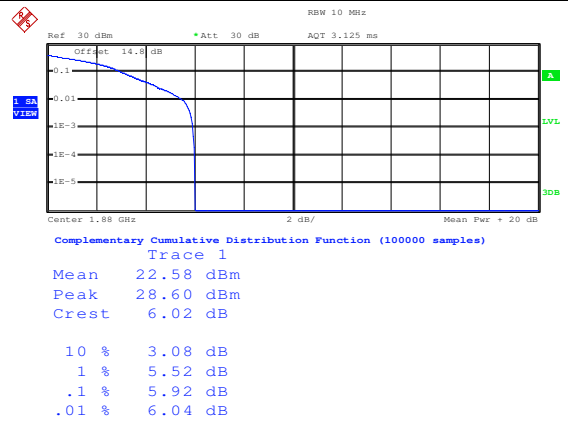 RBW 10 MHz
Ref 30 dBm *Att 30 dB AQT 3.125 ms
Offset 14.8 dB
0.1
A
1 SA
VIEW
0.01
LVL
1E-3
1E-4
1E-5
3DB
Center 1.88 GHz 2 dB/ Mean Pwr + 20 dB
Complementary Cumulative Distribution Function (100000 samples)
Trace 1
Mean 22.58 dBm
Peak 28.60 dBm
Crest 6.02 dB
10 % 3.08 dB
1 % 5.52 dB
.1 % 5.92 dB
.01 % 6.04 dB